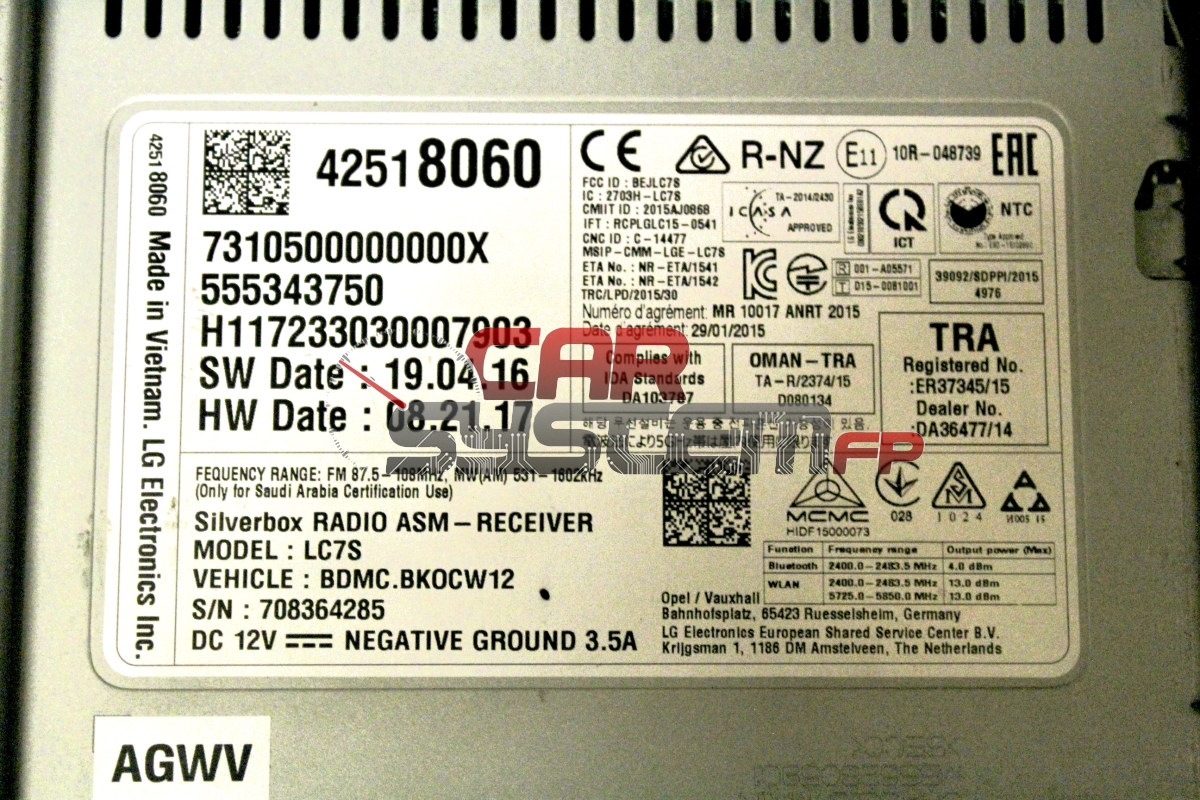 42518060 Made in Vietnam. LG Electronics Inc.
42518060
7310500000000X
555343750
H117233030007903
SW Date : 19.04.16
HW Date : 08.21.17
FEQUENCY RANGE: FM 87.5-108MHz, MW(AM) 531-1602kHz
(Only for Saudi Arabia Certification Use)
Silverbox RADIO ASM-RECEIVER
MODEL : LC7S
VEHICLE : BDMC.BKOCW12
S/N : 708364285
DC 12V NEGATIVE GROUND 3.5A
CE R-NZ E11 10R-048739 EAC
FCC ID : BEJLC7S
IC : 2703H-LC7S
CMIIT ID : 2015AJ0868
IFT : RCPLGLC15-0541
CNC ID : C-14477
MSIP-CMM-LGE-LC7S
ETA No. : NR-ETA/1541
ETA No. : NR-ETA/1542
TRC/LPD/2015/30
ICASA TA-2014/2430
APPROVED
ICT
NTC
Type Approved
R 001-A05571
T D15-0081001
39092/SDPPI/2015
4976
Numéro d'agrément: MR 10017 ANRT 2015
Date d'agrément: 29/01/2015
Complies with
IDA Standards
DA103787
OMAN-TRA
TA-R/2374/15
D080134
TRA
Registered No.
:ER37345/15
Dealer No.
:DA36477/14
CAR
SYSTEM FP
MCMC
HIDF15000073
028
1024
Function Frequency range Output power (Max)
Bluetooth 2400.0-2483.5 MHz 4.0 dBm
WLAN 2400.0-2483.5 MHz 13.0 dBm
5725.0-5850.0 MHz 13.0 dBm
Opel / Vauxhall
Bahnhofsplatz, 65423 Ruesselsheim, Germany
LG Electronics European Shared Service Center B.V.
Krijgsman 1, 1186 DM Amstelveen, The Netherlands
AGWV